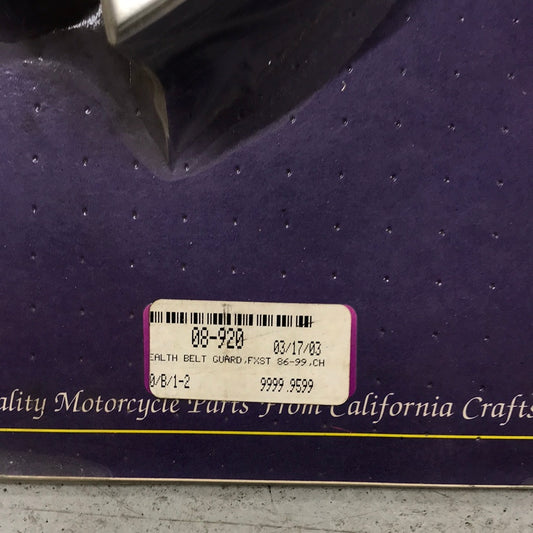 08-920 03/17/03
EALTH BELT GUARD,FXST 86-99,CH
0/B/1-2 9999.9599
ality Motorcycle Parts From California Crafts